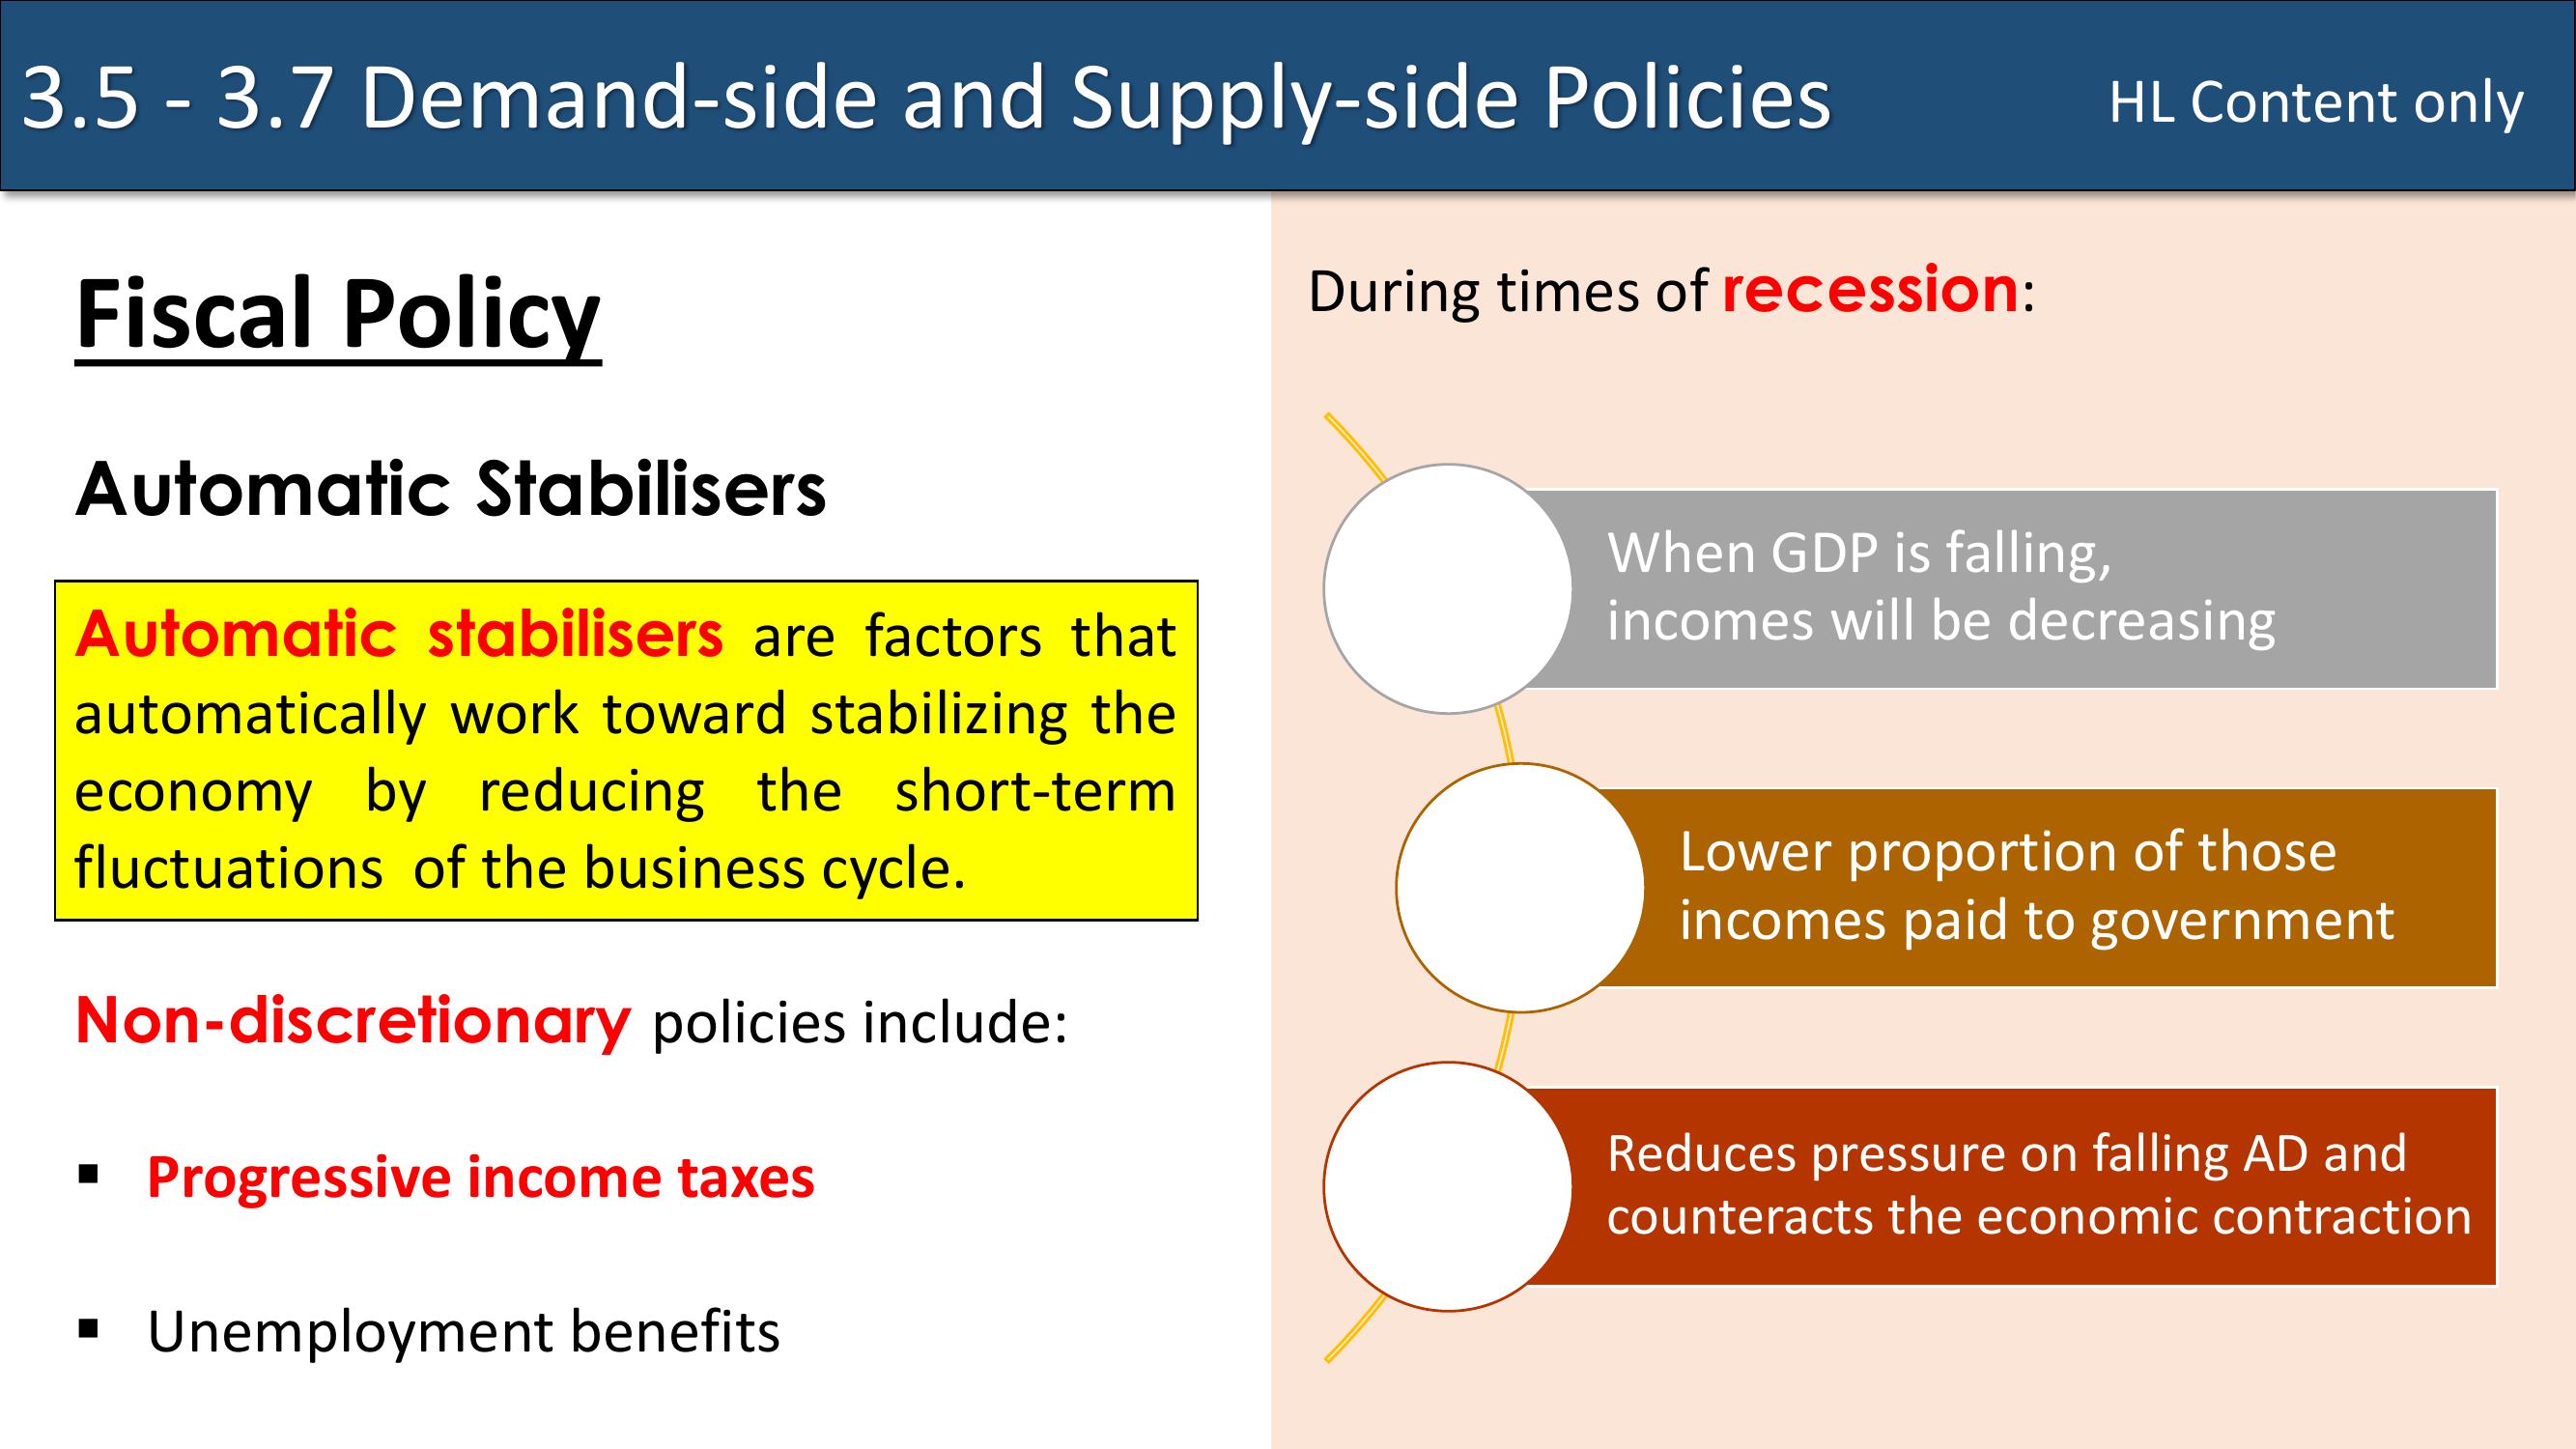 3.5 - 3.7 Demand-side and Supply-side Policies
HL Content only
Fiscal Policy
Automatic Stabilisers
Automatic stabilisers are factors that
automatically work toward stabilizing the
economy by reducing the short-term
fluctuations of the business cycle.
Non-discretionary policies include:
▪ Progressive income taxes
▪ Unemployment benefits
During times of recession:
When GDP is falling,
incomes will be decreasing
Lower proportion of those
incomes paid to government
Reduces pressure on falling AD and
counteracts the economic contraction